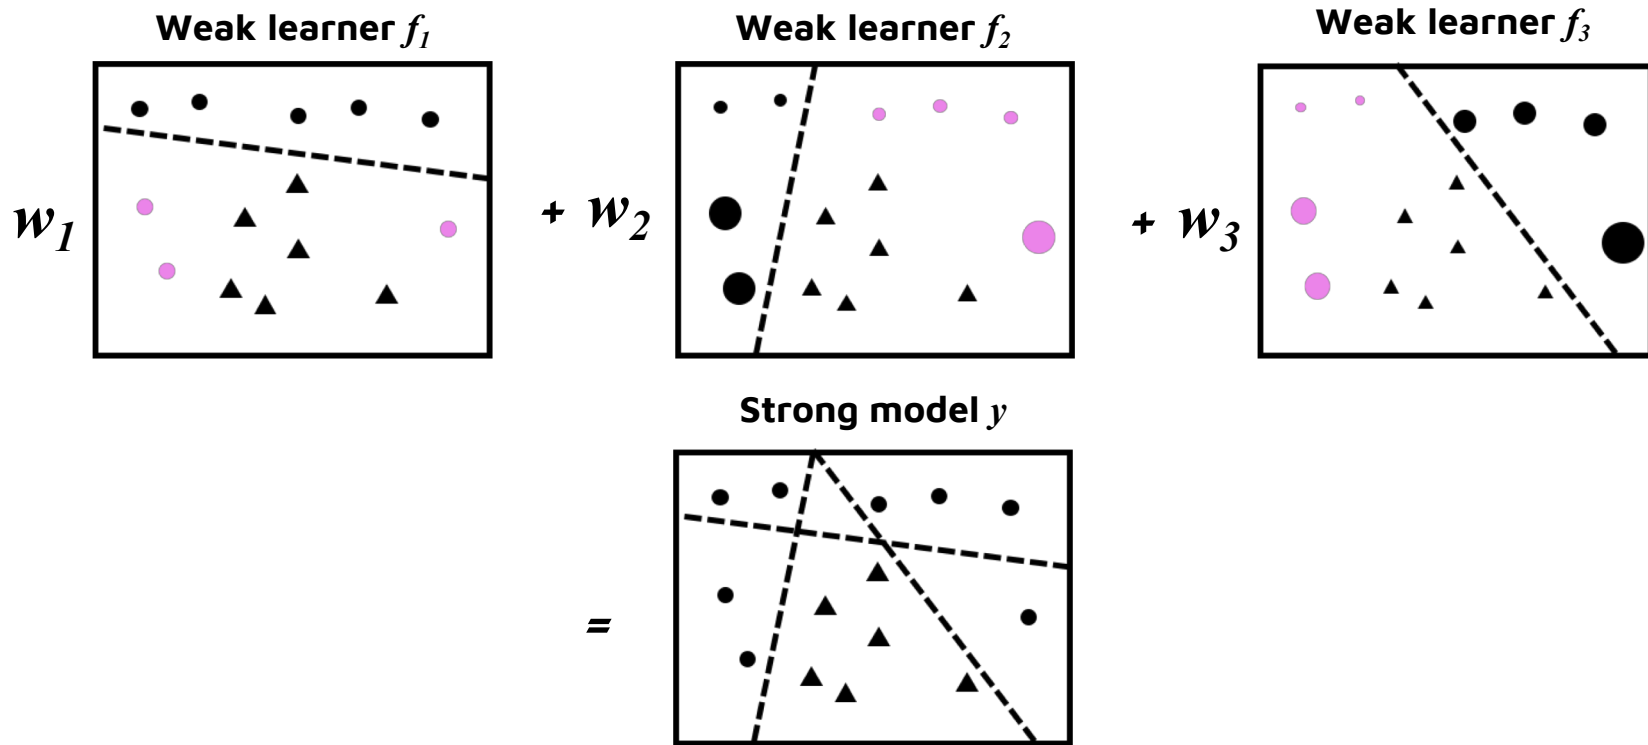 Weak learner f₁
Weak learner f₂
Weak learner f₃
w₁ + w₂ + w₃
Strong model y
=